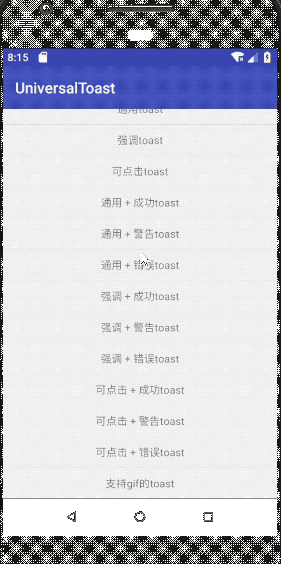 8:15
UniversalToast
通用toast
强调toast
可点击toast
通用 + 成功toast
通用 + 警告toast
通用 + 错误toast
强调 + 成功toast
强调 + 警告toast
强调 + 错误toast
可点击 + 成功toast
可点击 + 警告toast
可点击 + 错误toast
支持gif的toast